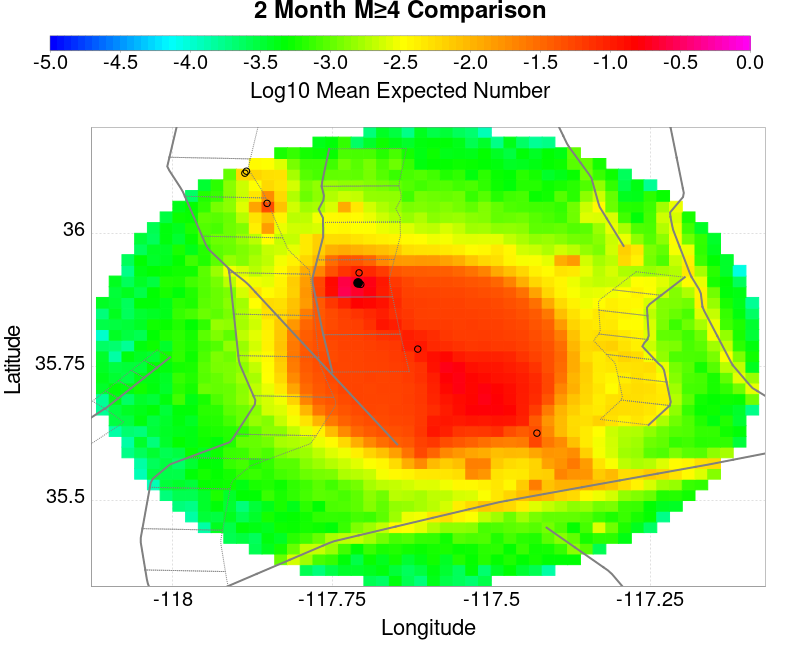 2 Month M≥4 Comparison
-5.0 -4.5 -4.0 -3.5 -3.0 -2.5 -2.0 -1.5 -1.0 -0.5 0.0
Log10 Mean Expected Number
36
35.75
35.5
Latitude
-118 -117.75 -117.5 -117.25
Longitude